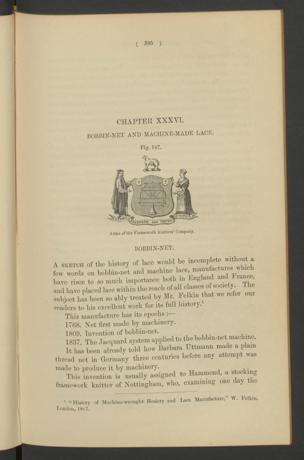 ( 395 )
CHAPTER XXXVI.
BOBBIN-NET AND MACHINE-MADE LACE.
Fig. 147.
Arms of the Framework Knitters' Company.
BOBBIN-NET.
A SKETCH of the history of lace would be incomplete without a
few words on bobbin-net and machine lace, manufactures which
have risen to so much importance both in England and France,
and have placed lace within the reach of all classes of society. The
subject has been so ably treated by Mr. Felkin that we refer our
readers to his excellent work for its full history.¹
This manufacture has its epochs :—
1768. Net first made by machinery.
1809. Invention of bobbin-net.
1837. The Jacquard system applied to the bobbin-net machine.
It has been already told how Barbara Uttmann made a plain
thread net in Germany three centuries before any attempt was
made to produce it by machinery.
This invention is usually assigned to Hammond, a stocking
framework knitter of Nottingham, who, examining one day the
¹ "History of Machine-wrought Hosiery and Lace Manufacture," W. Felkin.
London, 1867.